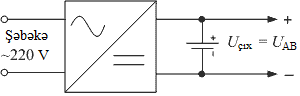 Şəbəkə
~220 V
+
Uçıx = UAB
−